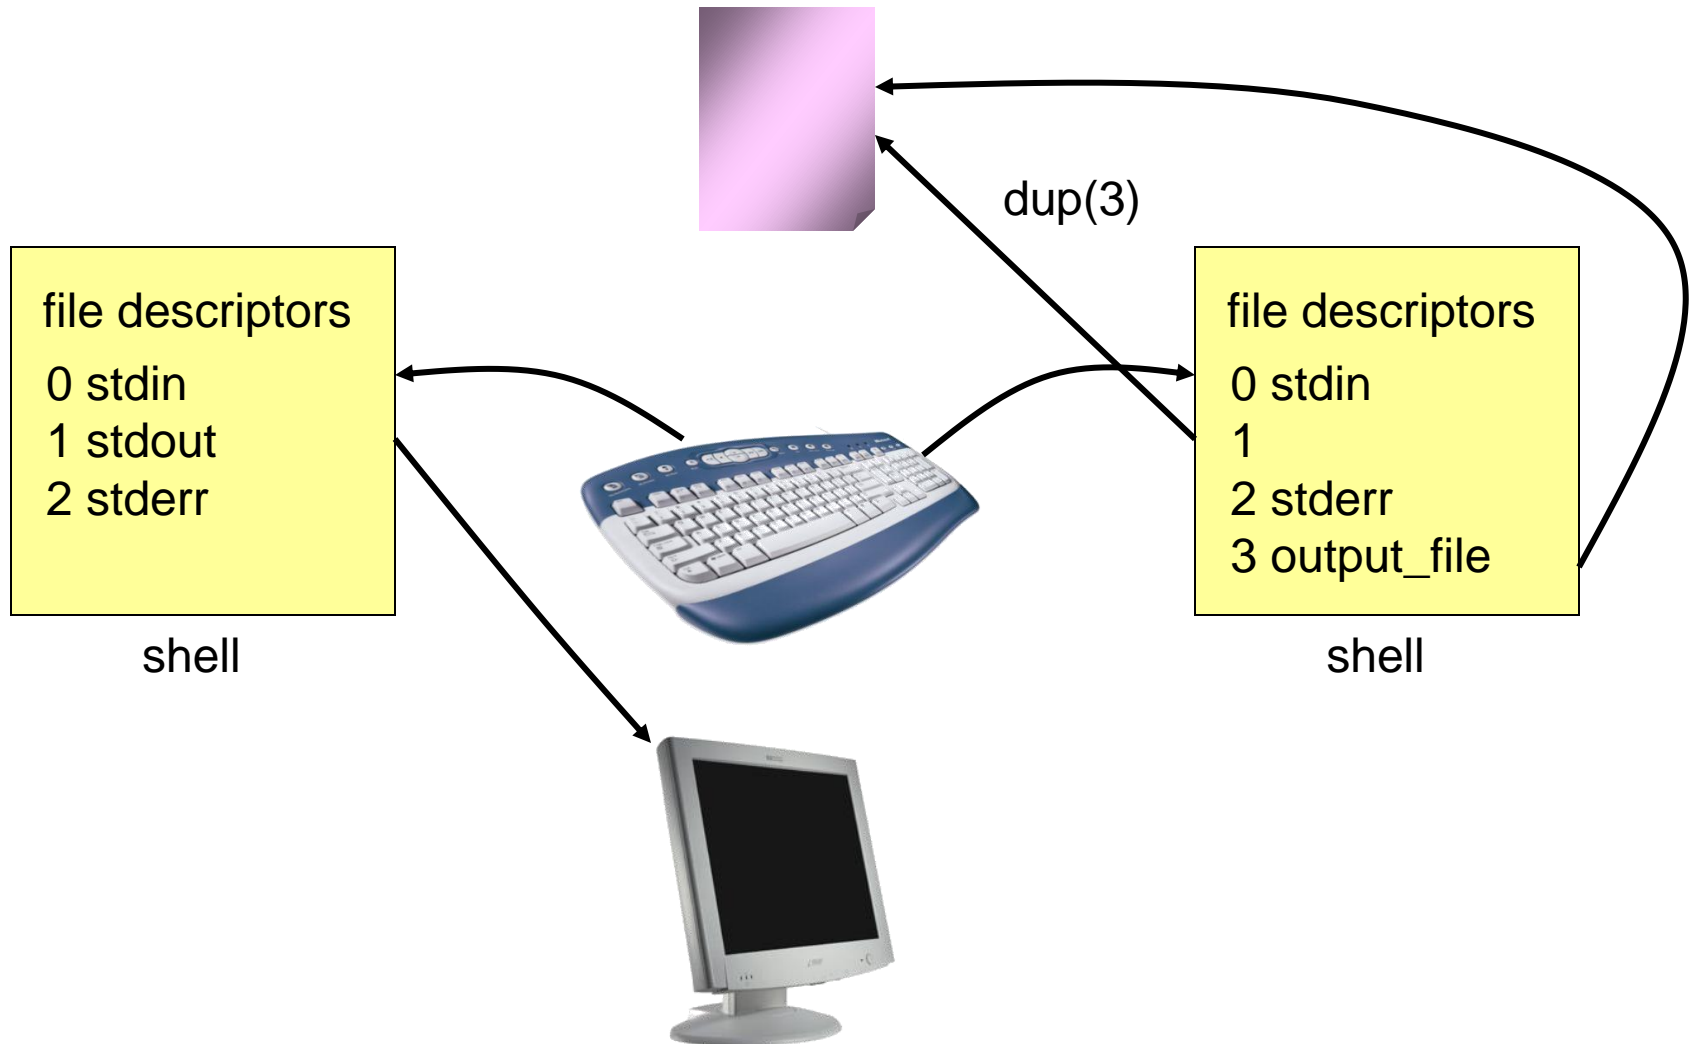 dup(3)
file descriptors
0 stdin
1 stdout
2 stderr
shell
file descriptors
0 stdin
1
2 stderr
3 output_file
shell